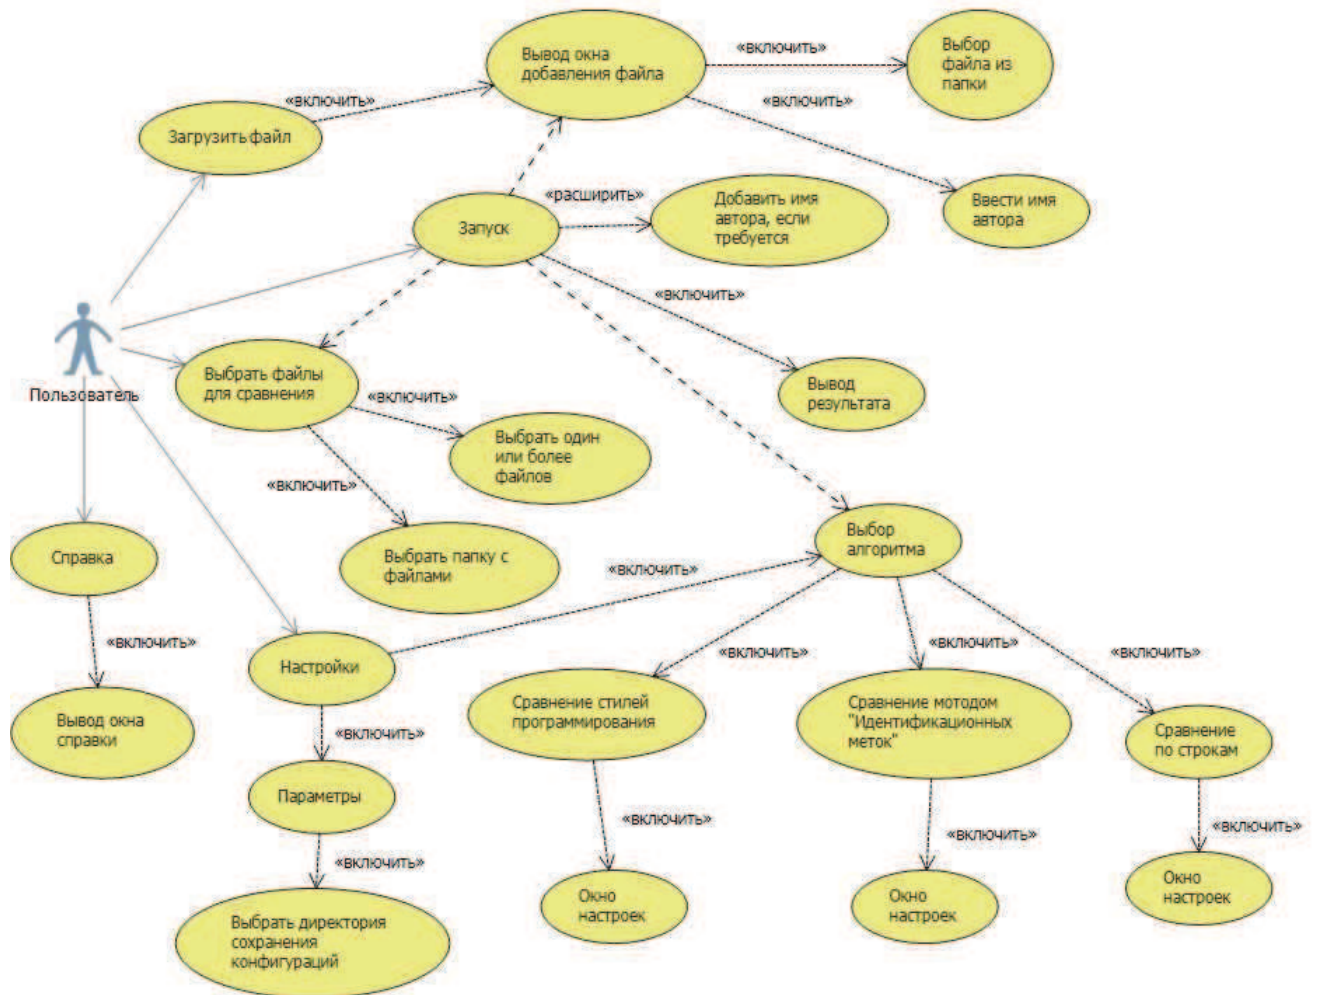 Вывод окна
добавления файла
«включить»
Выбор
файла из
папки
«включить»
«включить»
Загрузить файл
«расширить»
Добавить имя
автора, если
требуется
Ввести имя
автора
Запуск
«включить»
Пользователь
Выбрать файлы
для сравнения
«включить»
Вывод
результата
Выбрать один
или более
файлов
«включить»
Выбор
алгоритма
Справка
Выбрать папку с
файлами
«включить»
«включить»
Настройки
«включить»
«включить»
«включить»
Вывод окна
справки
«включить»
Сравнение стилей
программирования
Сравнение мотодом
"Идентификационных
меток"
Сравнение
по строкам
Параметры
«включить»
«включить»
«включить»
«включить»
Выбрать директория
сохранения
конфигураций
Окно
настроек
Окно
настроек
Окно
настроек